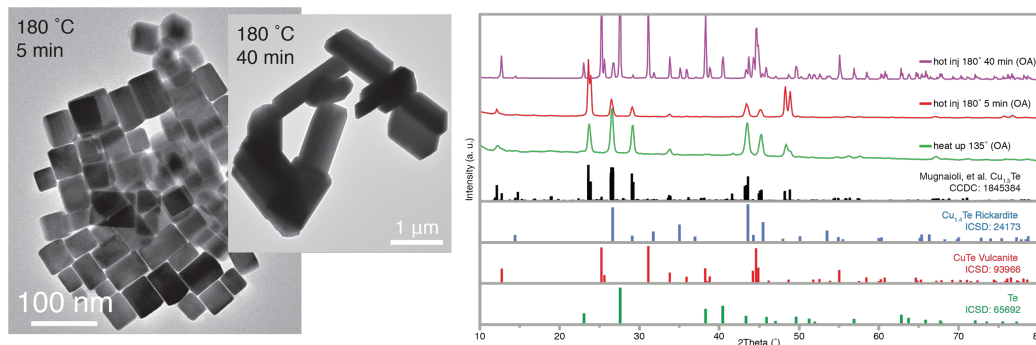 180 °C
5 min
100 nm
180 °C
40 min
1 µm
Intensity (a. u.)
hot inj 180° 40 min (OA)
hot inj 180° 5 min (OA)
heat up 135° (OA)
Mugnaioli, et al. Cu1.5Te
CCDC: 1845384
Cu1.4Te Rickardite
ICSD: 24173
CuTe Vulcanite
ICSD: 93966
Te
ICSD: 65692
10 20 30 40 50 60 70 80
2Theta (°)